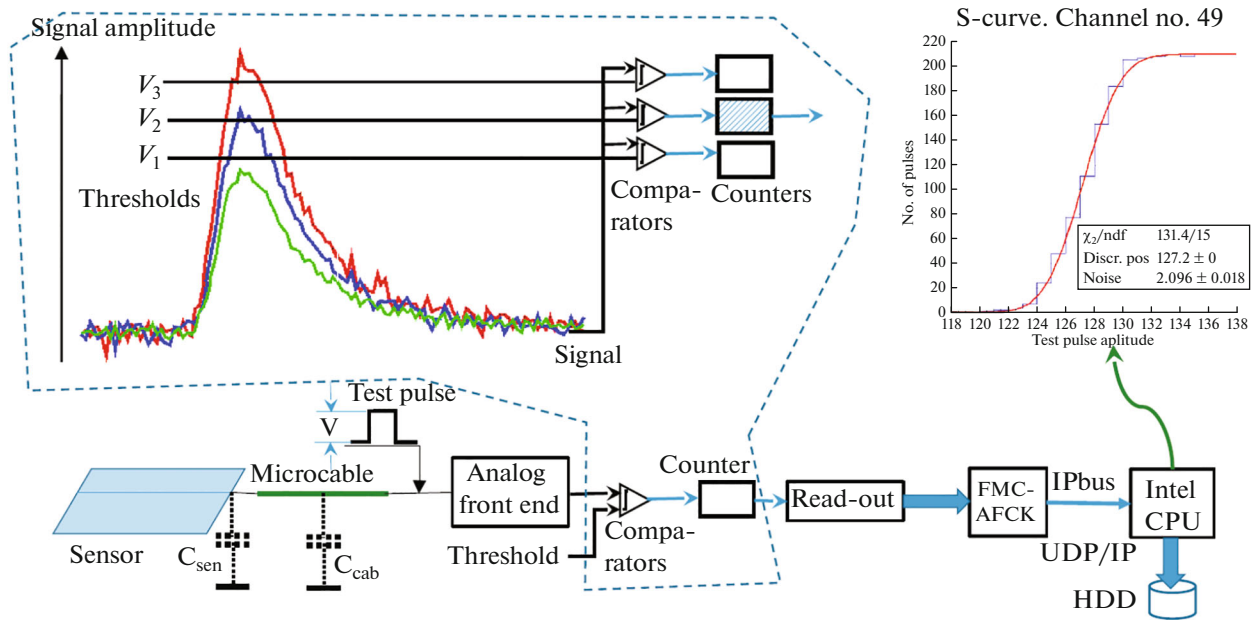 Signal amplitude
V3
V2
V1
Thresholds
Compa-
rators
Counters
Signal
S-curve. Channel no. 49
No. of pulses
220
200
180
160
140
120
100
80
60
40
20
0
118 120 122 124 126 128 130 132 134 136 138
Test pulse aplitude
χ2/ndf 131.4/15
Discr. pos 127.2 ± 0
Noise 2.096 ± 0.018
Test pulse
V
Microcable
Sensor
Csen
Ccab
Analog
front end
Threshold
Compa-
rators
Counter
Read-out
FMC-
AFCK
IPbus
UDP/IP
Intel
CPU
HDD